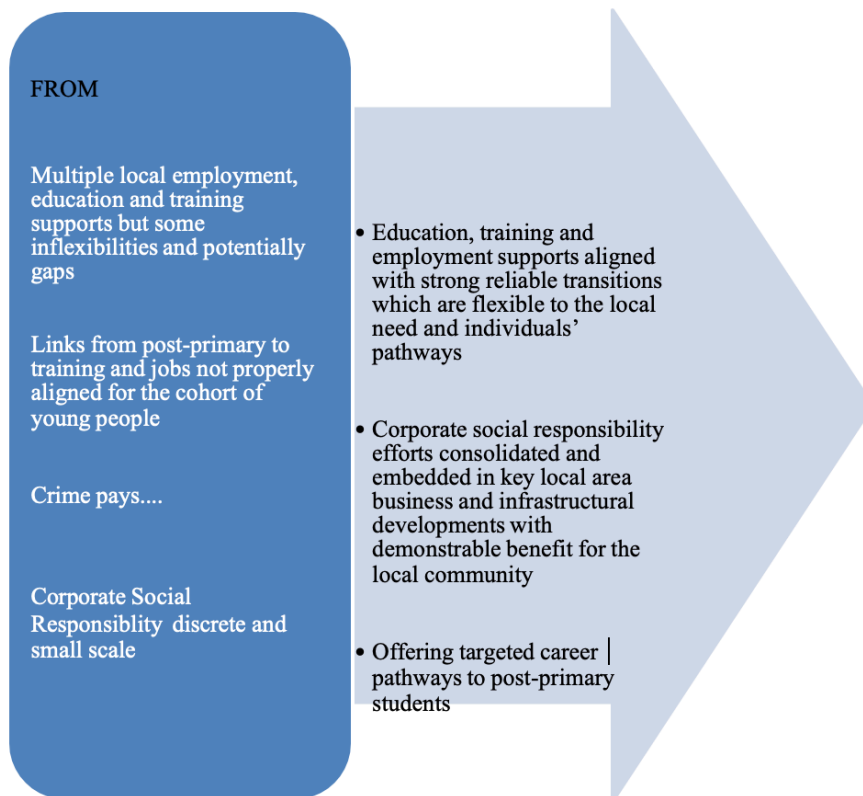 FROM
Multiple local employment,
education and training
supports but some
inflexibilities and potentially
gaps
Links from post-primary to
training and jobs not properly
aligned for the cohort of
young people
Crime pays....
Corporate Social
Responsiblity discrete and
small scale
• Education, training and
employment supports aligned
with strong reliable transitions
which are flexible to the local
need and individuals’
pathways
• Corporate social responsibility
efforts consolidated and
embedded in key local area
business and infrastructural
developments with
demonstrable benefit for the
local community
• Offering targeted career
pathways to post-primary
students